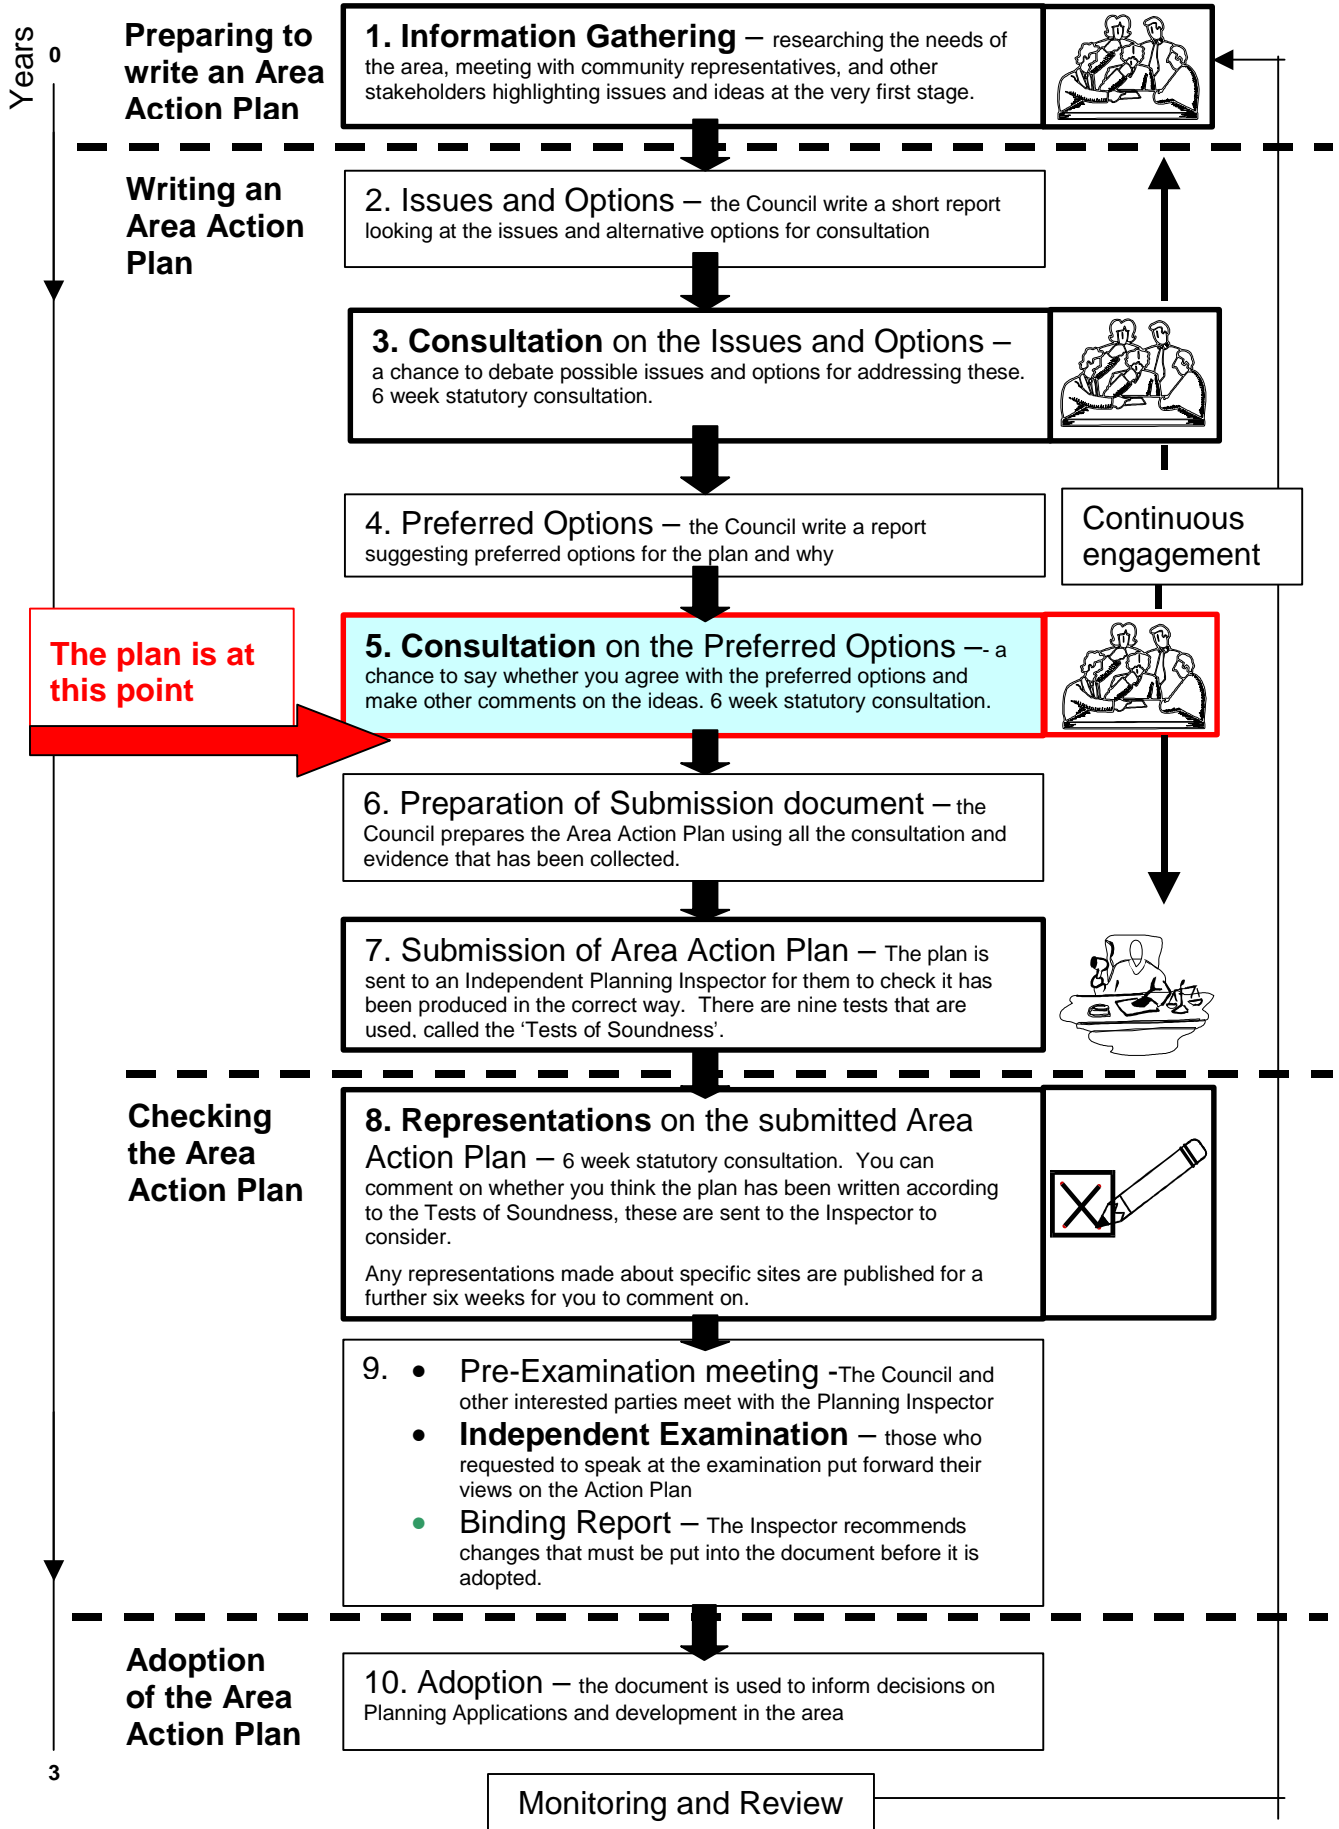 Years
0
Preparing to
write an Area
Action Plan
1. Information Gathering – researching the needs of
the area, meeting with community representatives, and other
stakeholders highlighting issues and ideas at the very first stage.
Writing an
Area Action
Plan
2. Issues and Options – the Council write a short report
looking at the issues and alternative options for consultation
3. Consultation on the Issues and Options –
a chance to debate possible issues and options for addressing these.
6 week statutory consultation.
4. Preferred Options – the Council write a report
suggesting preferred options for the plan and why
Continuous
engagement
The plan is at
this point
5. Consultation on the Preferred Options –- a
chance to say whether you agree with the preferred options and
make other comments on the ideas. 6 week statutory consultation.
6. Preparation of Submission document – the
Council prepares the Area Action Plan using all the consultation and
evidence that has been collected.
7. Submission of Area Action Plan – The plan is
sent to an Independent Planning Inspector for them to check it has
been produced in the correct way. There are nine tests that are
used, called the ‘Tests of Soundness’.
Checking
the Area
Action Plan
8. Representations on the submitted Area
Action Plan – 6 week statutory consultation. You can
comment on whether you think the plan has been written according
to the Tests of Soundness, these are sent to the Inspector to
consider.
Any representations made about specific sites are published for a
further six weeks for you to comment on.
9. • Pre-Examination meeting -The Council and
other interested parties meet with the Planning Inspector
• Independent Examination – those who
requested to speak at the examination put forward their
views on the Action Plan
• Binding Report – The Inspector recommends
changes that must be put into the document before it is
adopted.
Adoption
of the Area
Action Plan
10. Adoption – the document is used to inform decisions on
Planning Applications and development in the area
3
Monitoring and Review